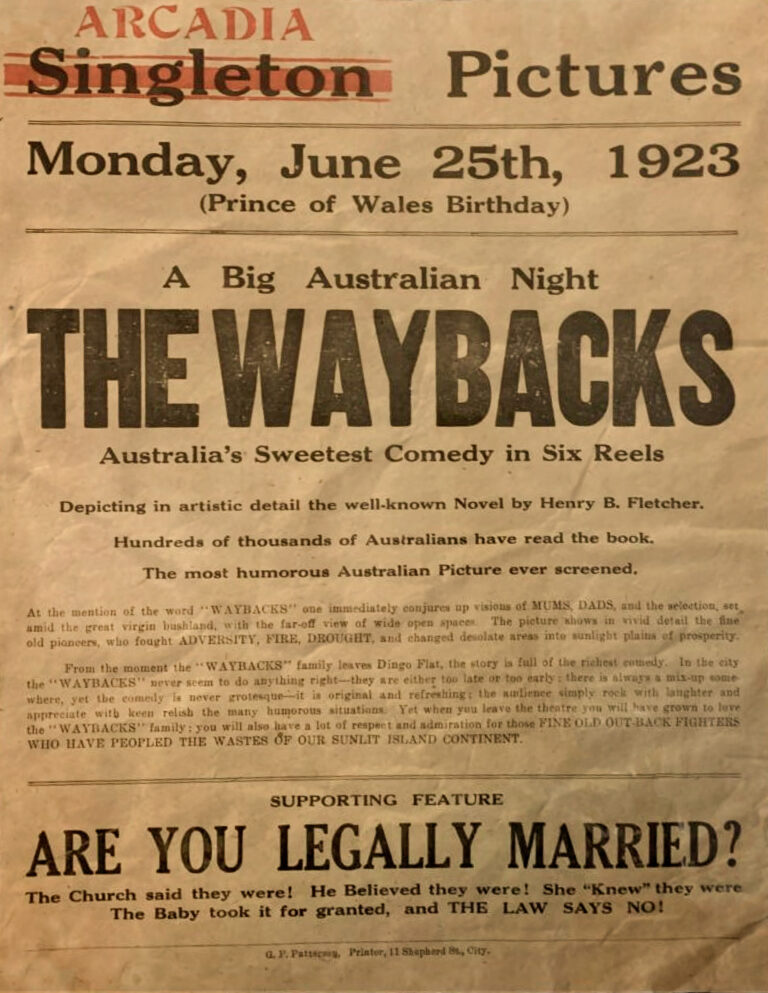 ARCADIA
Singleton Pictures
Monday, June 25th, 1923
(Prince of Wales Birthday)
A Big Australian Night
THE WAYBACKS
Australia's Sweetest Comedy in Six Reels
Depicting in artistic detail the well-known Novel by Henry B. Fletcher.
Hundreds of thousands of Australians have read the book.
The most humorous Australian Picture ever screened.
At the mention of the word "WAYBACKS" one immediately conjures up visions of MUMS, DADS, and the selection, set
amid the great virgin bushland, with the far-off view of wide open spaces. The picture shows in vivid detail the fine
old pioneers, who fought ADVERSITY, FIRE, DROUGHT, and changed desolate areas into sunlight plains of prosperity.
From the moment the "WAYBACKS" family leaves Dingo Flat, the story is full of the richest comedy. In the city
the "WAYBACKS" never seem to do anything right—they are either too late or too early; there is always a mix-up some-
where, yet the comedy is never grotesque—it is original and refreshing; the audience simply rock with laughter and
appreciate with keen relish the many humorous situations. Yet when you leave the theatre you will have grown to love
the "WAYBACKS" family; you will also have a lot of respect and admiration for those FINE OLD OUT-BACK FIGHTERS
WHO HAVE PEOPLED THE WASTES OF OUR SUNLIT ISLAND CONTINENT.
SUPPORTING FEATURE
ARE YOU LEGALLY MARRIED?
The Church said they were! He Believed they were! She "Knew" they were
The Baby took it for granted, and THE LAW SAYS NO!
G. F. Patterson, Printer, 11 Shepherd St., City.